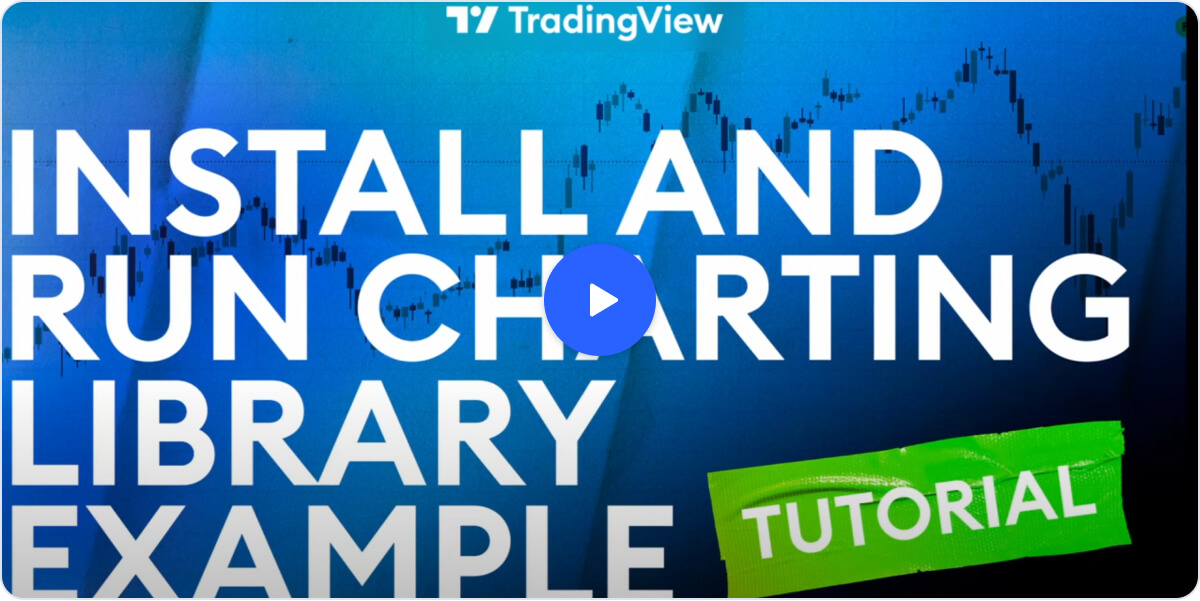 TradingView
INSTALL AND
RUN CHARTING
LIBRARY
EXAMPLE
TUTORIAL